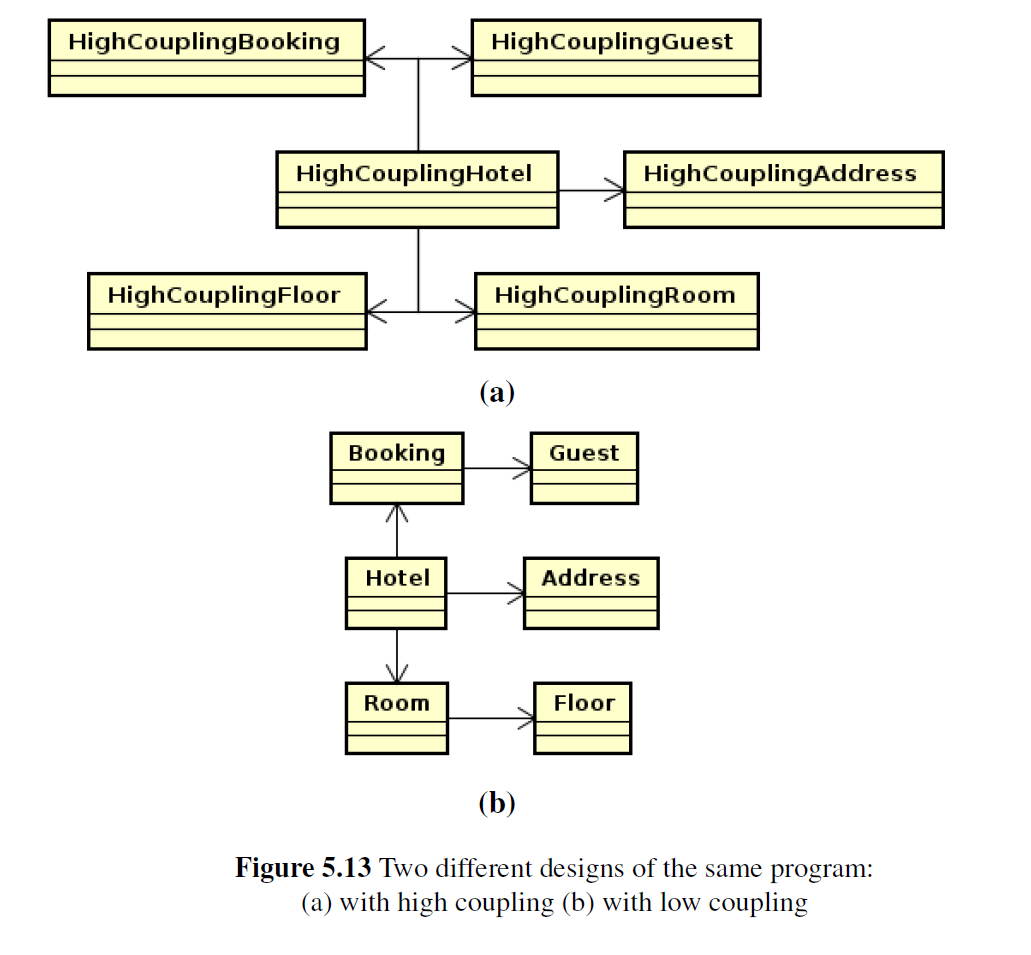 HighCouplingBooking
HighCouplingGuest
HighCouplingHotel
HighCouplingAddress
HighCouplingFloor
HighCouplingRoom
(a)
Booking
Guest
Hotel
Address
Room
Floor
(b)
Figure 5.13 Two different designs of the same program:
(a) with high coupling (b) with low coupling